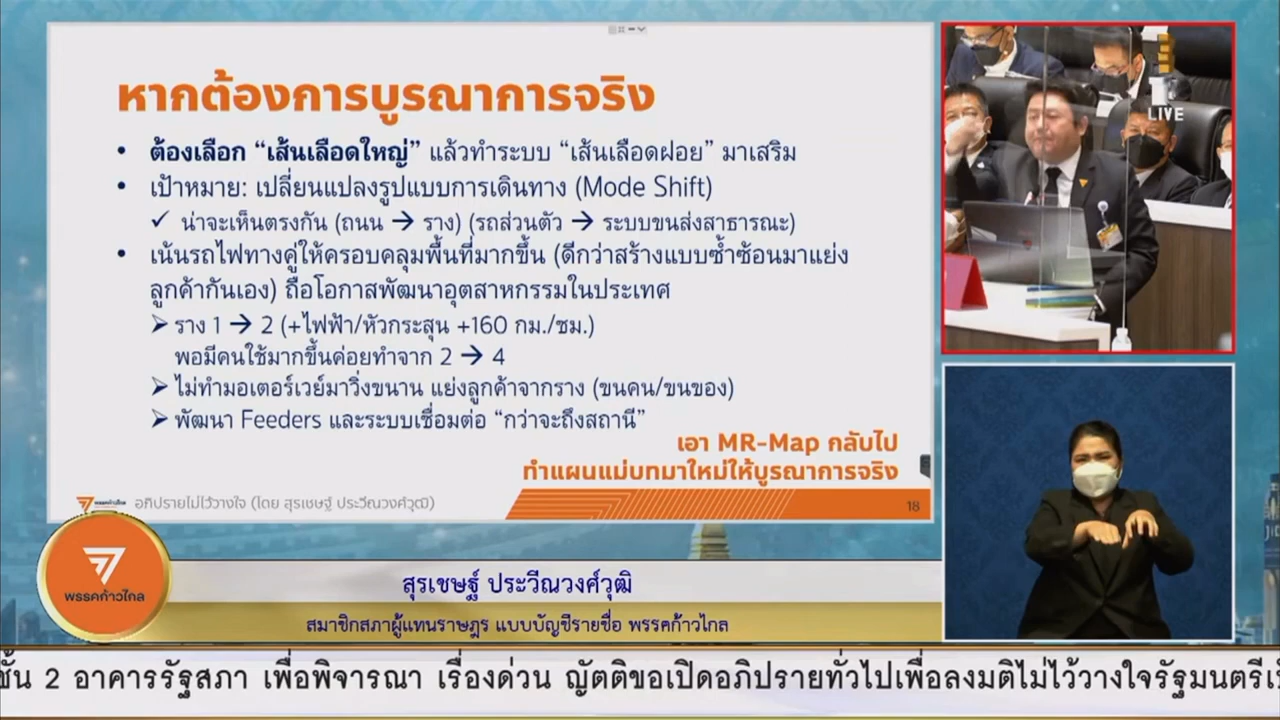 หากต้องการบูรณาการจริง
• ต้องเลือก “เส้นเลือดใหญ่” แล้วทำระบบ “เส้นเลือดฝอย” มาเสริม
• เป้าหมาย: เปลี่ยนแปลงรูปแบบการเดินทาง (Mode Shift)
✓ น่าจะเห็นตรงกัน (ถนน → ราง) (รถส่วนตัว → ระบบขนส่งสาธารณะ)
• เน้นรถไฟทางคู่ให้ครอบคลุมพื้นที่มากขึ้น (ดีกว่าสร้างแบบซ้ำซ้อนมาแย่ง
ลูกค้ากันเอง) ถือโอกาสพัฒนาอุตสาหกรรมในประเทศ
➤ ราง 1 → 2 (+ไฟฟ้า/หัวกระสุน +160 กม./ชม.)
พอมีคนใช้มากขึ้นค่อยทำจาก 2 → 4
➤ ไม่ทำมอเตอร์เวย์มาวิ่งขนาน แย่งลูกค้าจากราง (ขนคน/ขนของ)
➤ พัฒนา Feeders และระบบเชื่อมต่อ “กว่าจะถึงสถานี”
เอา MR-Map กลับไป
ทำแผนแม่บทมาใหม่ให้บูรณาการจริง
พรรคก้าวไกล
อภิปรายไม่ไว้วางใจ (โดย สุรเชษฐ์ ประวีณวงศ์วุฒิ)
18
LIVE
พรรคก้าวไกล
สุรเชษฐ์ ประวีณวงศ์วุฒิ
สมาชิกสภาผู้แทนราษฎร แบบบัญชีรายชื่อ พรรคก้าวไกล
ชั้น 2 อาคารรัฐสภา เพื่อพิจารณา เรื่องด่วน ญัตติขอเปิดอภิปรายทั่วไปเพื่อลงมติไม่ไว้วางใจรัฐมนตรีเป